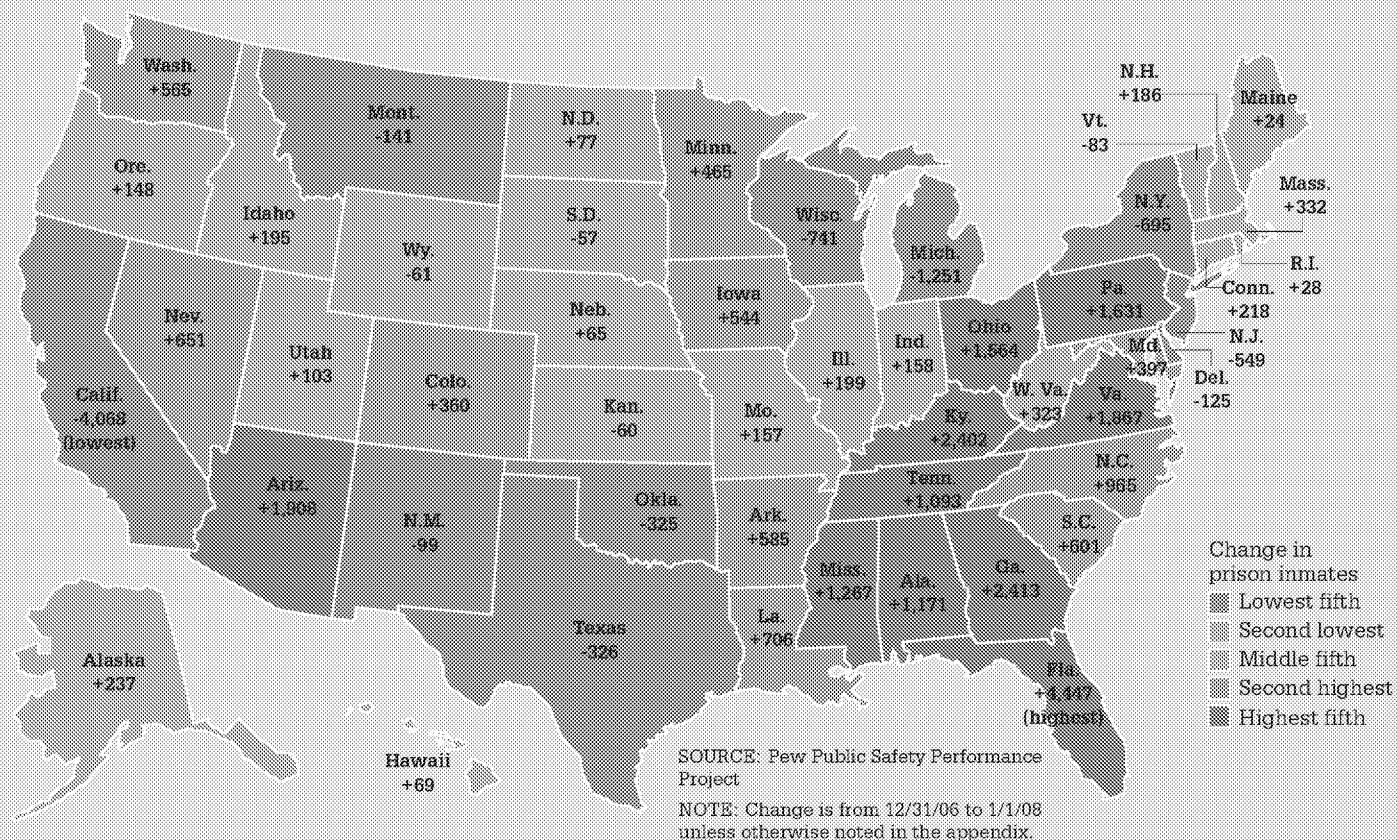 Wash.
+565
Ore.
+148
Calif.
-4,068
(lowest)
Nev.
+651
Idaho
+195
Mont.
-141
Wy.
-61
Utah
+103
Ariz.
+1,908
Colo.
+360
N.M.
-99
N.D.
+77
S.D.
-57
Neb.
+65
Kan.
-60
Okla.
-325
Texas
-326
Minn.
+465
Iowa
+544
Mo.
+157
Ark.
+585
La.
+706
Wisc.
-741
Ill.
+199
Mich.
-1,251
Ind.
+158
Ohio
+1,564
Ky.
+2,402
Tenn.
+1,093
Miss.
+1,267
Ala.
+1,171
Ga.
+2,413
Fla.
+4,447
(highest)
S.C.
+601
N.C.
+965
Va.
+1,867
W. Va.
+323
Md.
+397
Pa.
+1,631
N.Y.
-695
Vt.
-83
N.H.
+186
Maine
+24
Mass.
+332
R.I.
+28
Conn.
+218
N.J.
-549
Del.
-125
Alaska
+237
Hawaii
+69
Change in
prison inmates
Lowest fifth
Second lowest
Middle fifth
Second highest
Highest fifth
SOURCE: Pew Public Safety Performance
Project
NOTE: Change is from 12/31/06 to 1/1/08
unless otherwise noted in the appendix.